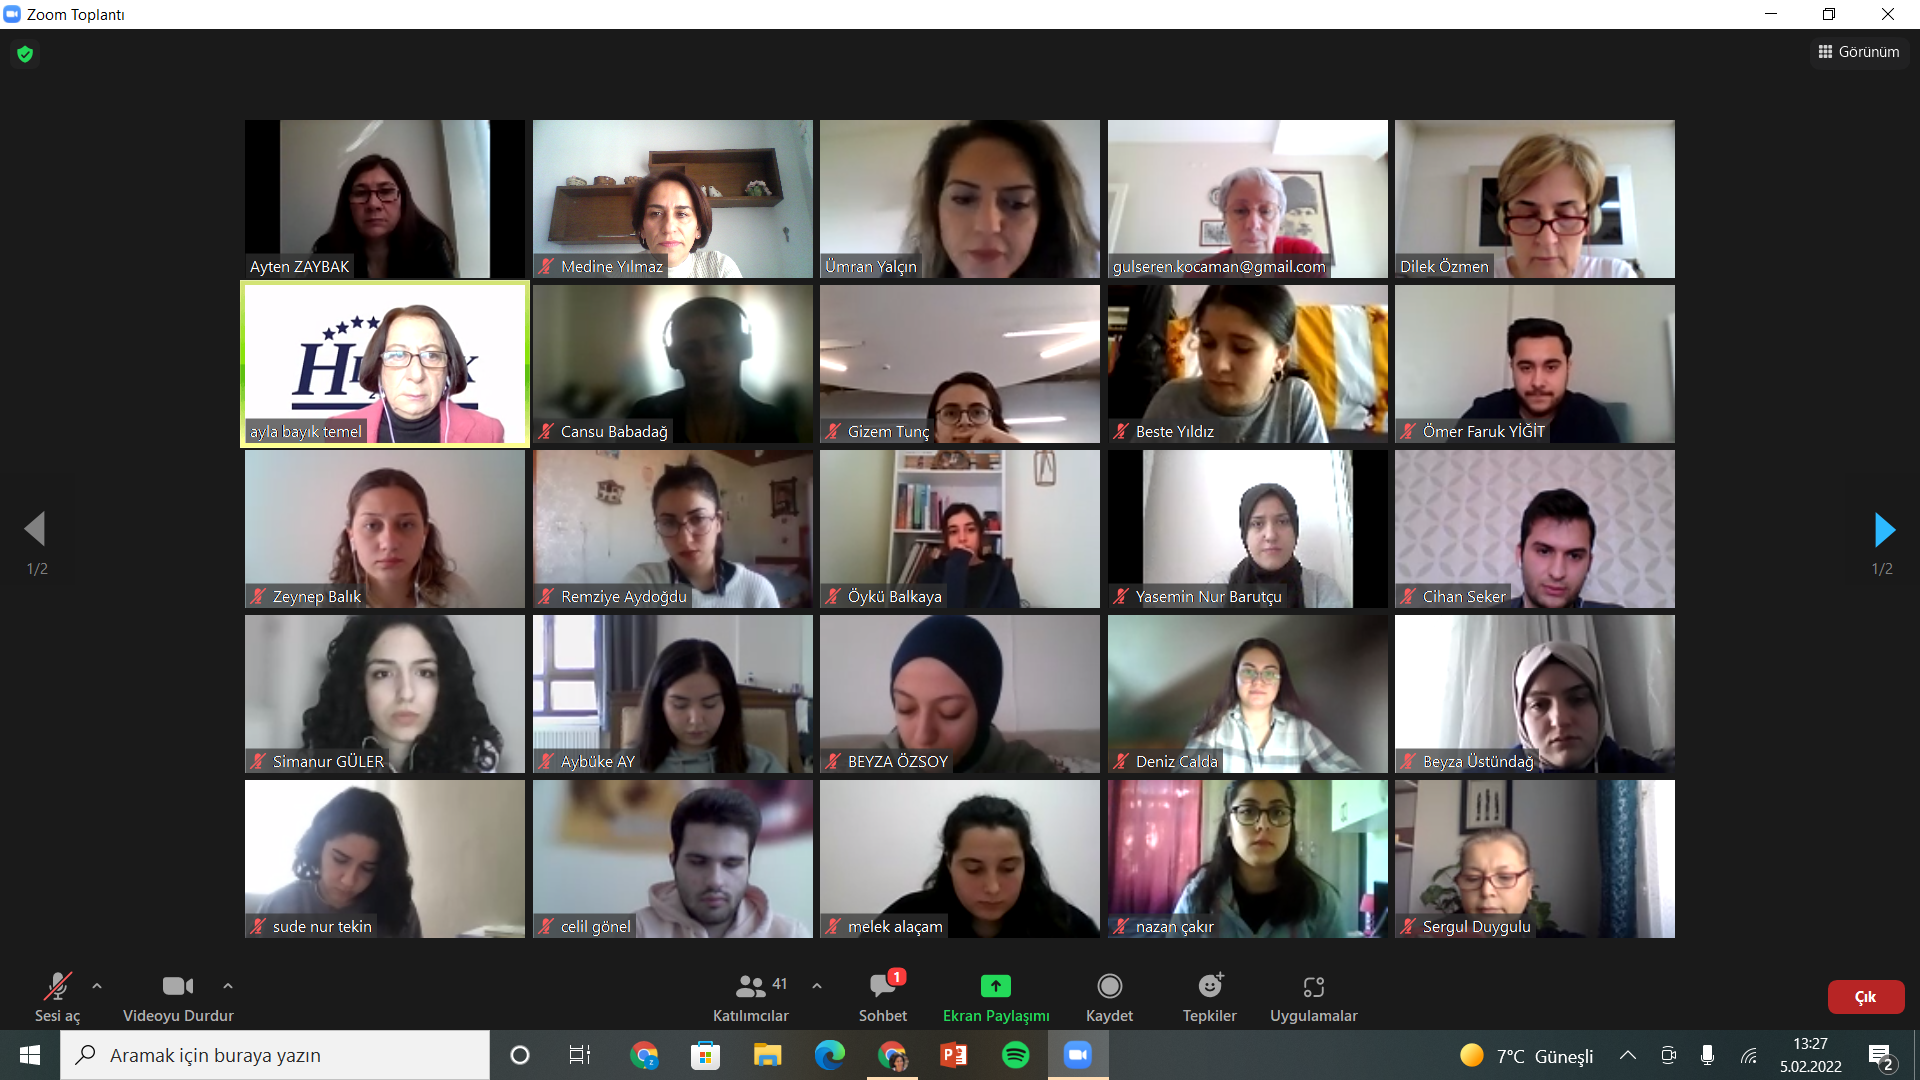 Zoom Toplantı
Görünüm
Ayten ZAYBAK
Medine Yılmaz
Ümran Yalçın
gulseren.kocaman@gmail.com
Dilek Özmen
ayla bayık temel
Cansu Babadağ
Gizem Tunç
Beste Yıldız
Ömer Faruk YİĞİT
Zeynep Balık
Remziye Aydoğdu
Öykü Balkaya
Yasemin Nur Barutçu
Cihan Seker
1/2
1/2
Simanur GÜLER
Aybüke AY
BEYZA ÖZSOY
Deniz Calda
Beyza Üstündağ
sude nur tekin
celil gönel
melek alaçam
nazan çakır
Sergul Duygulu
Sesi aç
Videoyu Durdur
41
Katılımcılar
1
Sohbet
Ekran Paylaşımı
Kaydet
Tepkiler
Uygulamalar
Çık
Aramak için buraya yazın
7°C Güneşli
13:27
5.02.2022
2